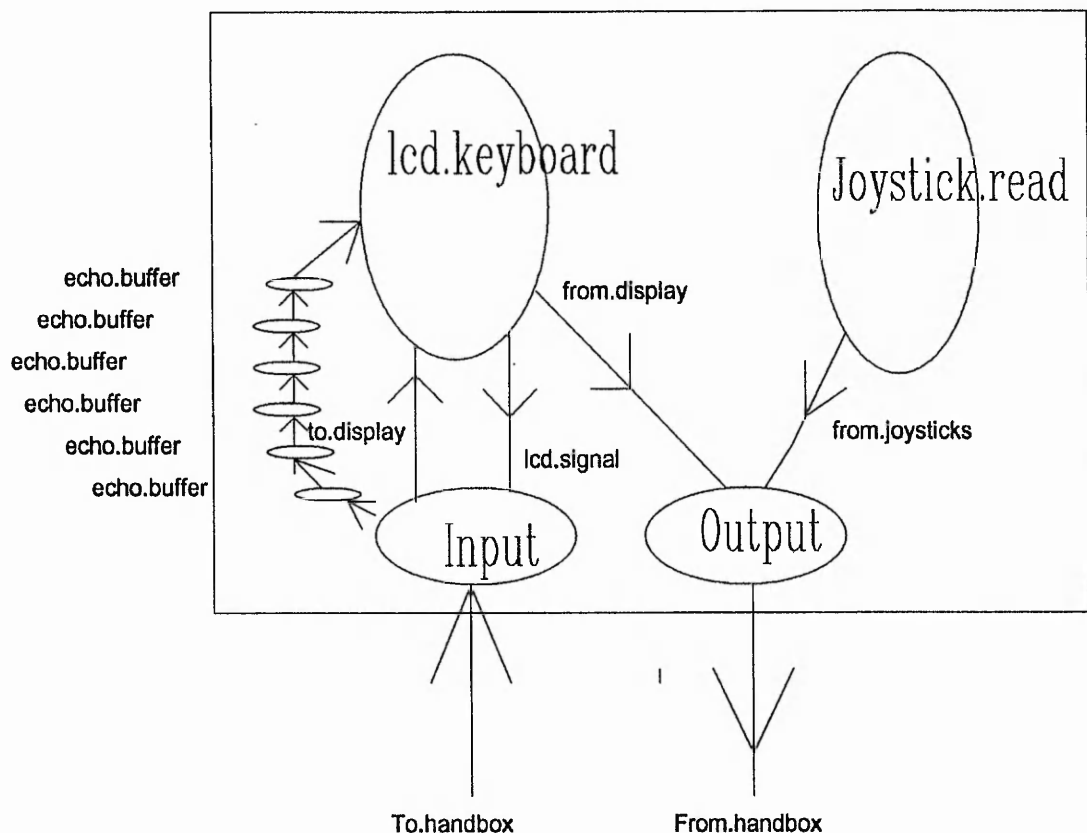 lcd.keyboard
Joystick.read
echo.buffer
from.display
echo.buffer
echo.buffer
echo.buffer
to.display
from.joysticks
echo.buffer
lcd.signal
echo.buffer
Input
Output
To.handbox
From.handbox